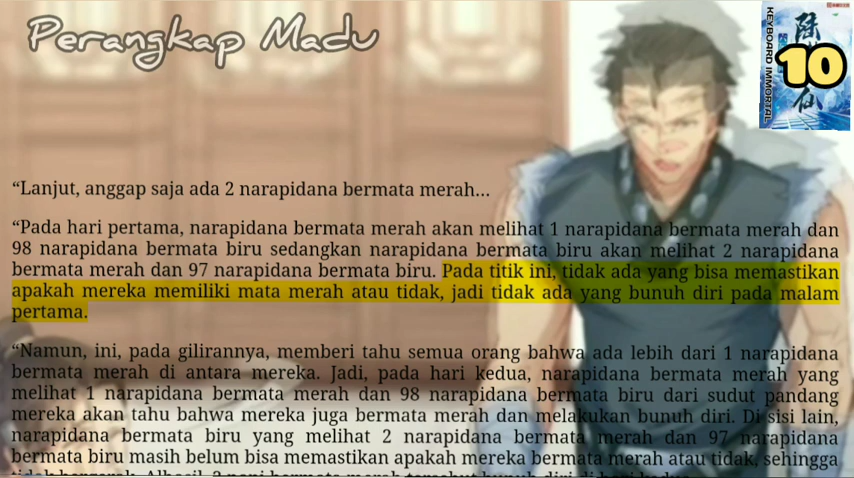 Perangkap Madu
KEYBOARD IMMORTAL
10
“Lanjut, anggap saja ada 2 narapidana bermata merah...
“Pada hari pertama, narapidana bermata merah akan melihat 1 narapidana bermata merah dan
98 narapidana bermata biru sedangkan narapidana bermata biru akan melihat 2 narapidana
bermata merah dan 97 narapidana bermata biru. Pada titik ini, tidak ada yang bisa memastikan
apakah mereka memiliki mata merah atau tidak, jadi tidak ada yang bunuh diri pada malam
pertama.
“Namun, ini, pada gilirannya, memberi tahu semua orang bahwa ada lebih dari 1 narapidana
bermata merah di antara mereka. Jadi, pada hari kedua, narapidana bermata merah yang
melihat 1 narapidana bermata merah dan 98 narapidana bermata biru dari sudut pandang
mereka akan tahu bahwa mereka juga bermata merah dan melakukan bunuh diri. Di sisi lain,
narapidana bermata biru yang melihat 2 narapidana bermata merah dan 97 narapidana
bermata biru masih belum bisa memastikan apakah mereka bermata merah atau tidak, sehingga